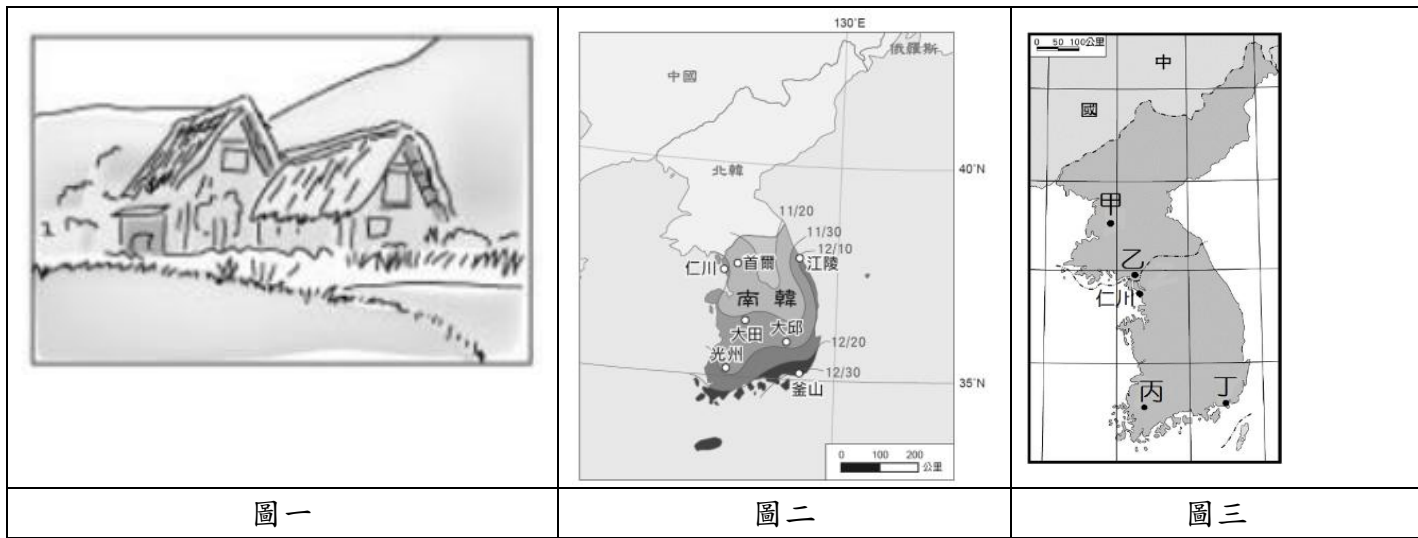 130°E
俄羅斯
中國
北韓
40°N
11/20
11/30
12/10
仁川
首爾
江陵
南韓
大田
大邱
12/20
光州
12/30
釜山
35°N
0 100 200
公里
0 50 100公里
中
國
甲
乙
仁川
丙
丁
圖一
圖二
圖三